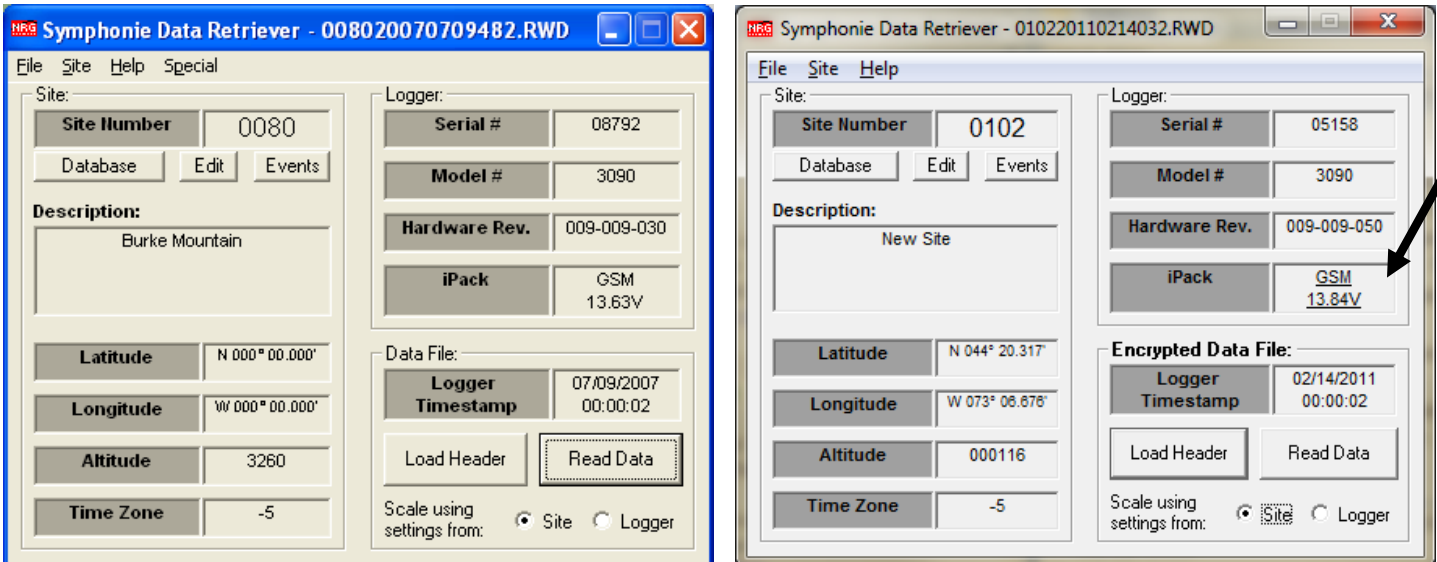 NRG Symphonie Data Retriever - 008020070709482.RWD
File Site Help Special
Site:
Site Number 0080
Database Edit Events
Description:
Burke Mountain
Latitude N 000° 00.000'
Longitude W 000° 00.000'
Altitude 3260
Time Zone -5
Logger:
Serial # 08792
Model # 3090
Hardware Rev. 009-009-030
iPack GSM
13.63V
Data File:
Logger Timestamp 07/09/2007
00:00:02
Load Header Read Data
Scale using
settings from: Site Logger
NRG Symphonie Data Retriever - 010220110214032.RWD
File Site Help
Site:
Site Number 0102
Database Edit Events
Description:
New Site
Latitude N 044° 20.317'
Longitude W 073° 06.676'
Altitude 000116
Time Zone -5
Logger:
Serial # 05158
Model # 3090
Hardware Rev. 009-009-050
iPack GSM
13.84V
Encrypted Data File:
Logger Timestamp 02/14/2011
00:00:02
Load Header Read Data
Scale using
settings from: Site Logger